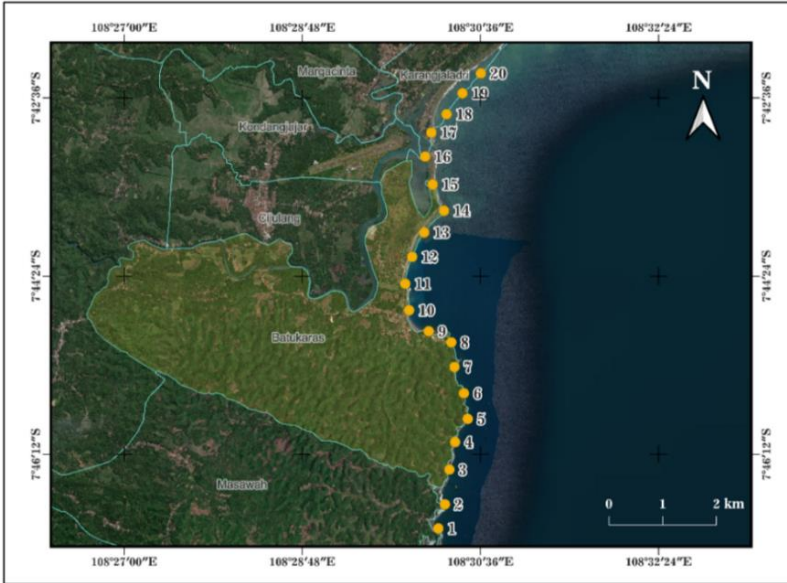 108°27'00"E 108°28'48"E 108°30'36"E 108°32'24"E
Margacinta
Karangjaladri
20
N
7°42'36"S
19
7°42'36"S
18
Kondangjajar
17
16
15
14
Cijulang
13
12
7°44'24"S
11
7°44'24"S
10
9
Batukaras
8
7
6
5
4
7°46'12"S
3
7°46'12"S
Masawah
2
0 1 2 km
1
108°27'00"E 108°28'48"E 108°30'36"E 108°32'24"E